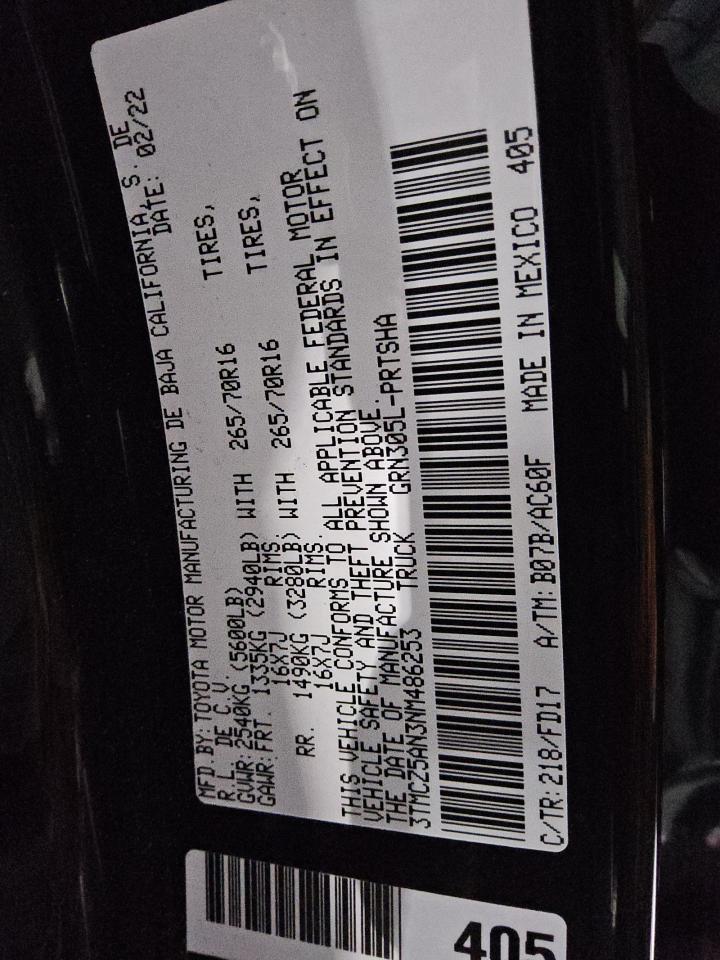 MFD. BY: TOYOTA MOTOR MANUFACTURING DE BAJA CALIFORNIA, S. DE
R. L. DE C. V. DATE: 02/22
GVWR: 2540KG (5600LB)
GAWR: FRT. 1335KG (2940LB) WITH 265/70R16 TIRES,
16X7J RIMS.
RR. 1490KG (3280LB) WITH 265/70R16 TIRES,
16X7J RIMS.
THIS VEHICLE CONFORMS TO ALL APPLICABLE FEDERAL MOTOR
VEHICLE SAFETY AND THEFT PREVENTION STANDARDS IN EFFECT ON
THE DATE OF MANUFACTURE SHOWN ABOVE.
3TMCZ5AN3NM486253 TRUCK GRN305L-PRTSHA
C/TR: 218/FD17 A/TM: B07B/AC60F MADE IN MEXICO 405
405